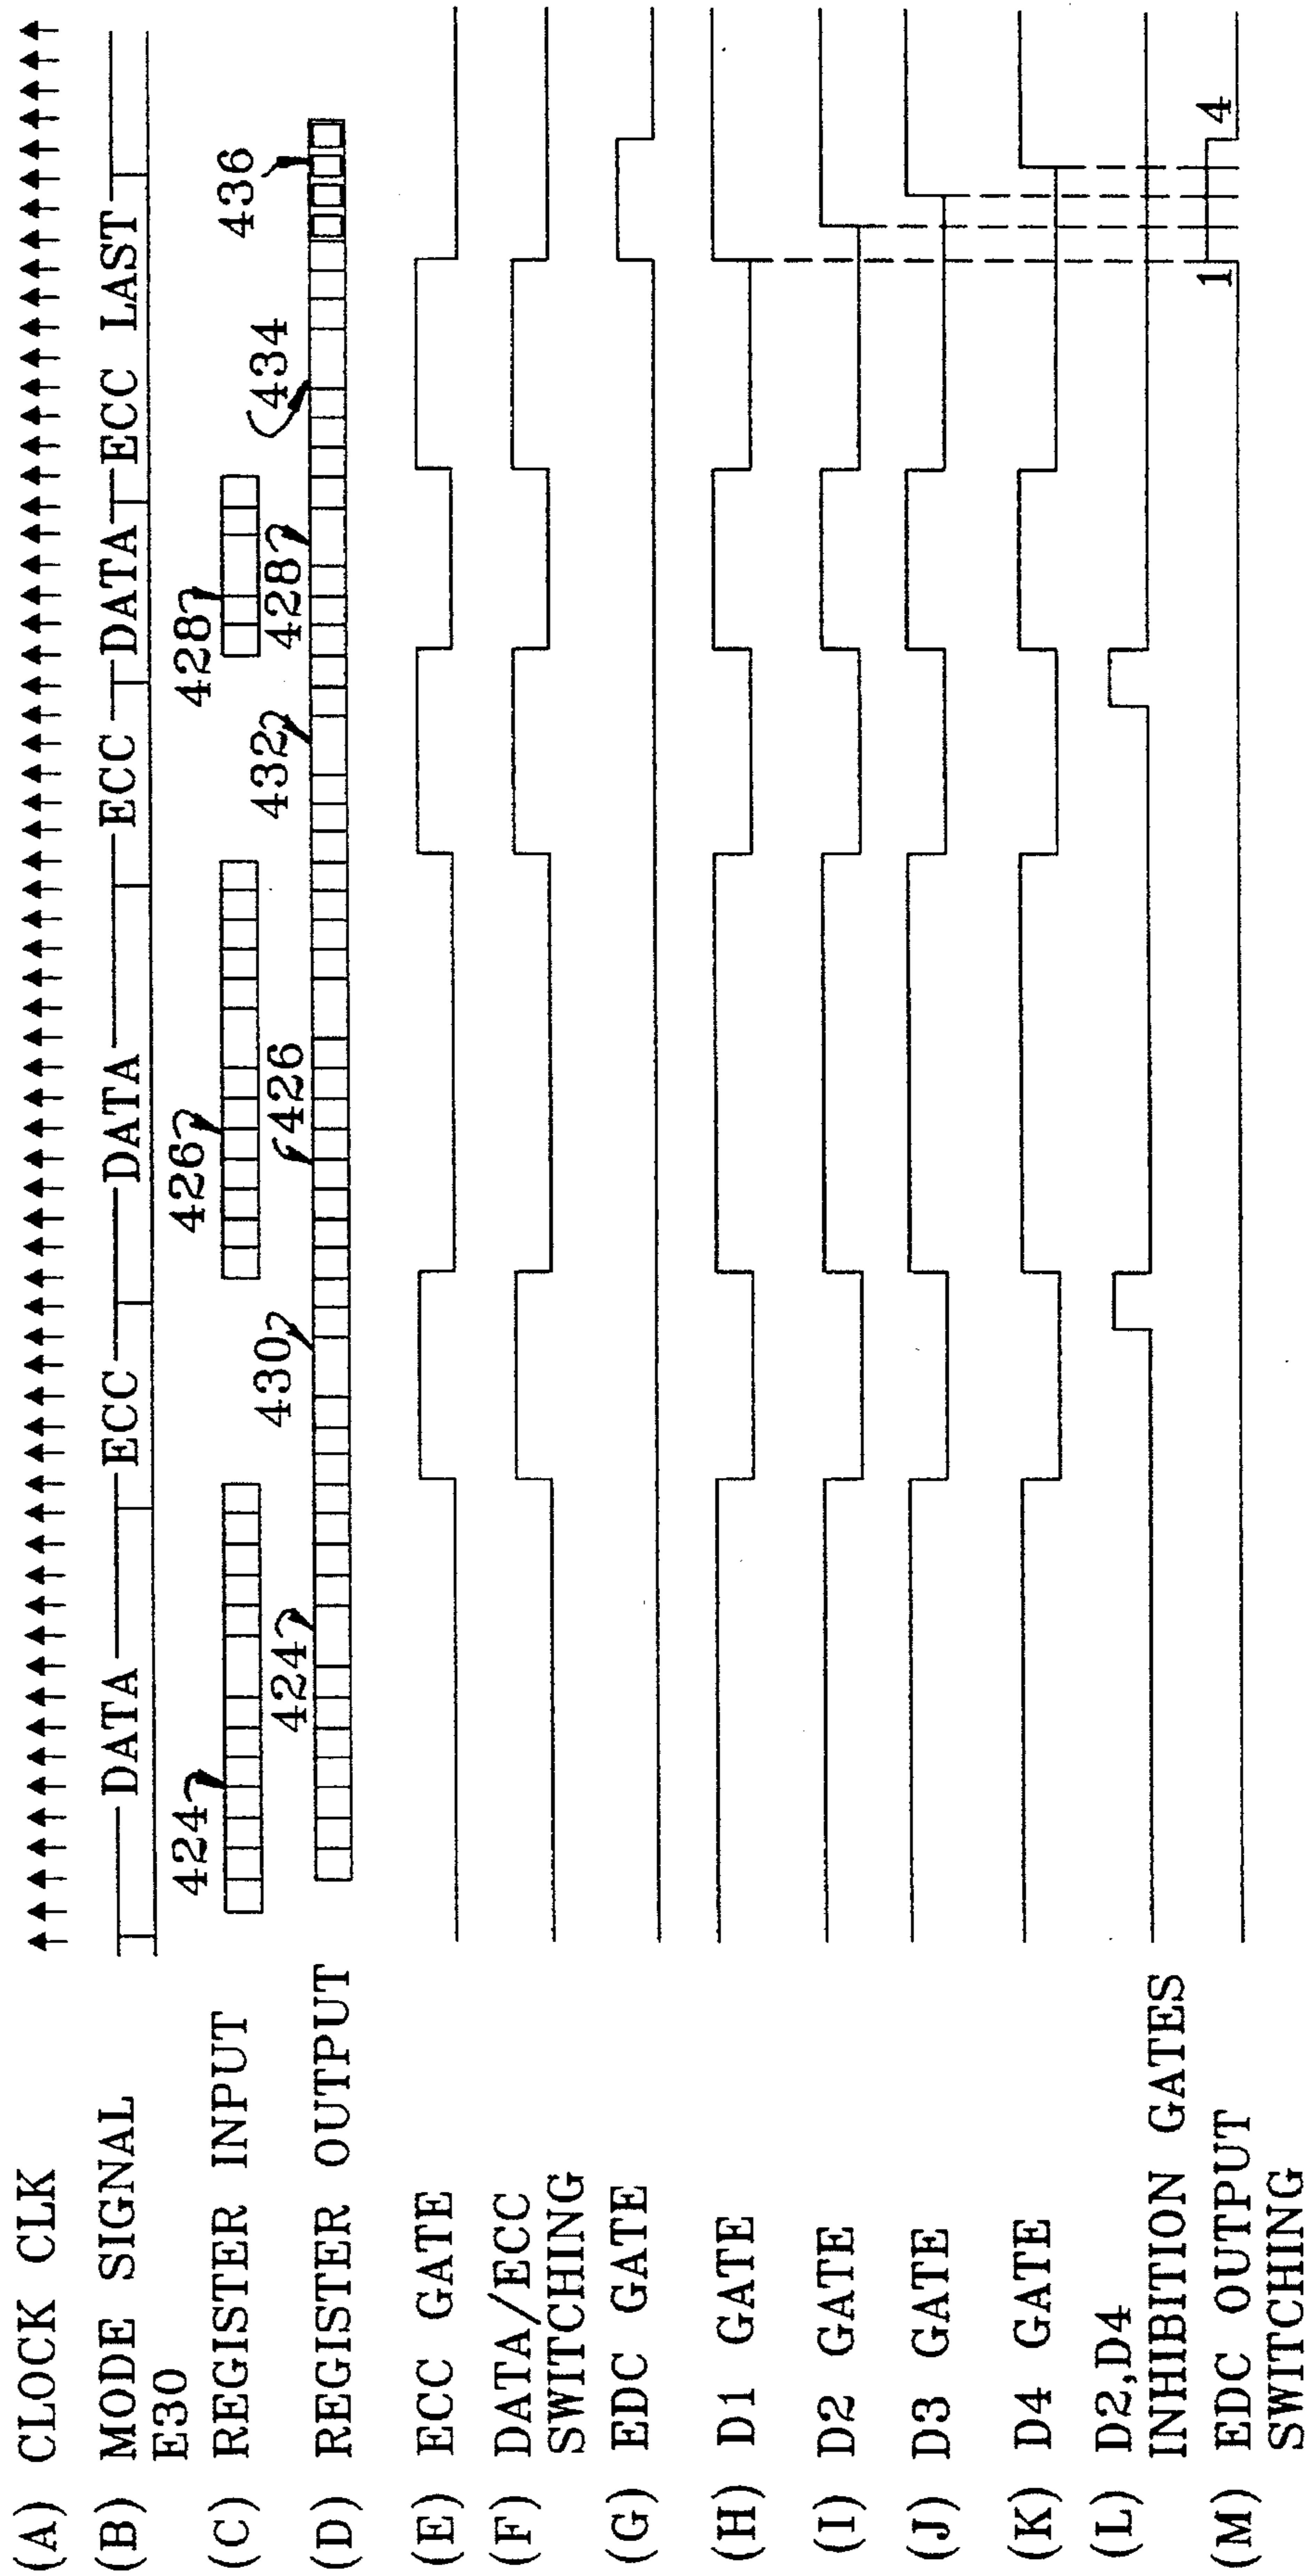 (A) CLOCK CLK
(B) MODE SIGNAL
E30
DATA ECC DATA ECC DATA ECC LAST
(C) REGISTER INPUT
424 426 428
(D) REGISTER OUTPUT
424 430 426 432 428 434 436
(E) ECC GATE
(F) DATA/ECC
SWITCHING
(G) EDC GATE
(H) D1 GATE
(I) D2 GATE
(J) D3 GATE
(K) D4 GATE
(L) D2,D4
INHIBITION GATES
(M) EDC OUTPUT
SWITCHING
1 4